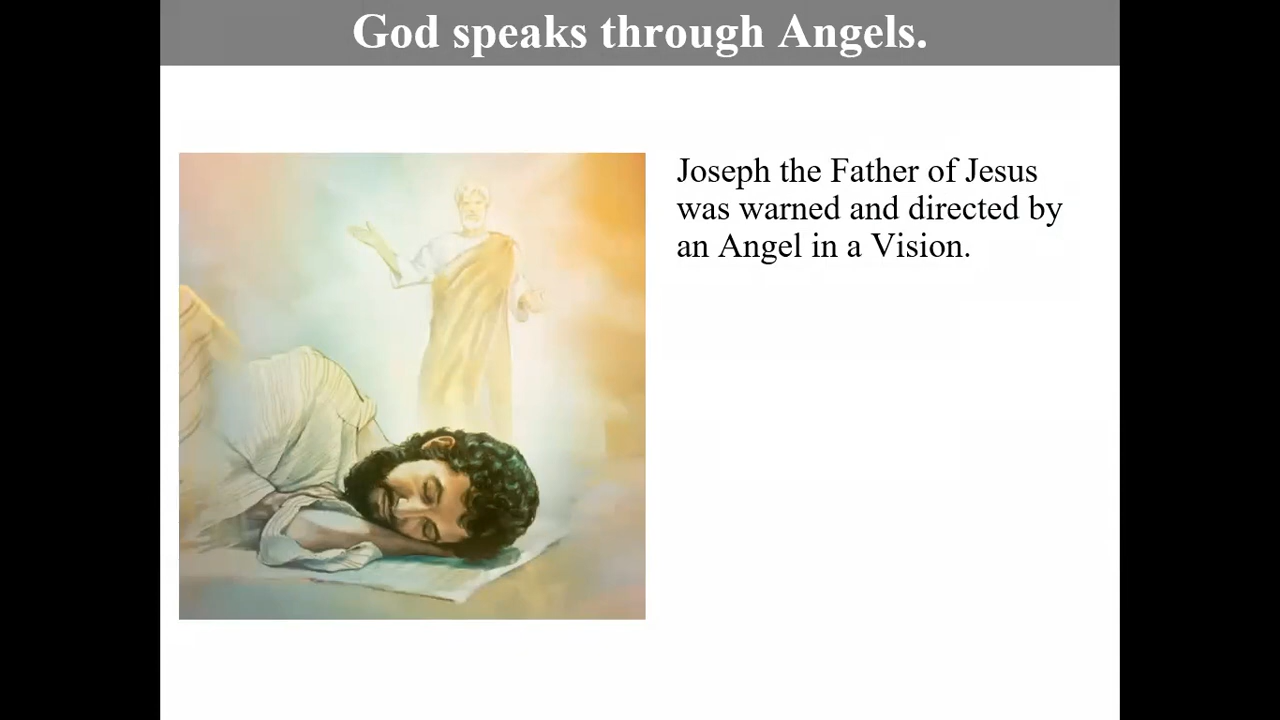 God speaks through Angels.
Joseph the Father of Jesus
was warned and directed by
an Angel in a Vision.